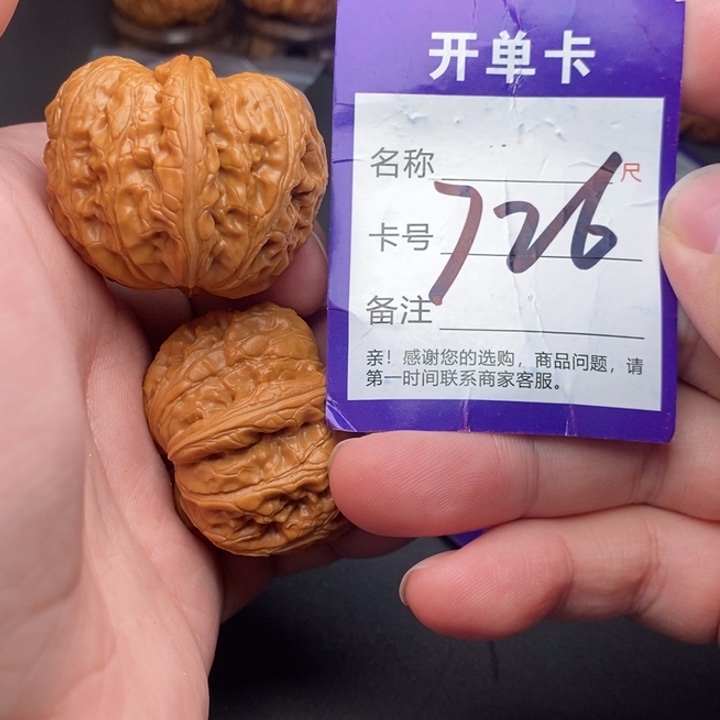 开单卡
名称 尺
卡号 726
备注
亲！感谢您的选购，商品问题，请
第一时间联系商家客服。